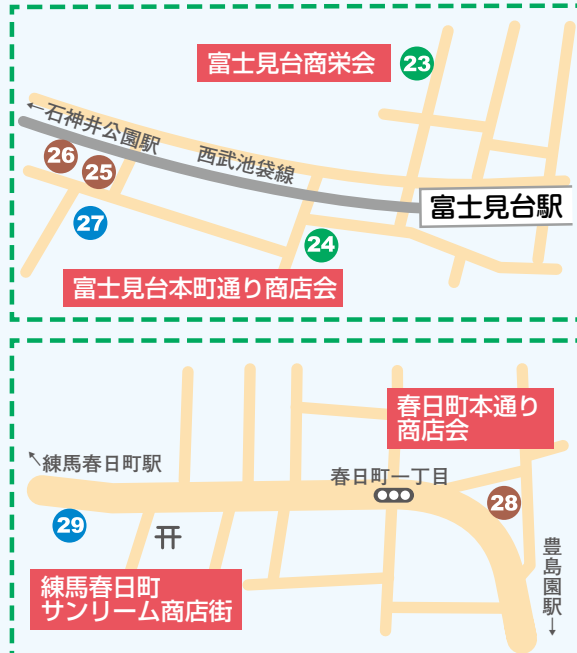 富士見台商栄会
23
←石神井公園駅
西武池袋線
26
25
富士見台駅
27
24
富士見台本町通り商店会
春日町本通り
商店会
↖練馬春日町駅
春日町一丁目
28
29
豊島園駅→
練馬春日町
サンリーム商店街